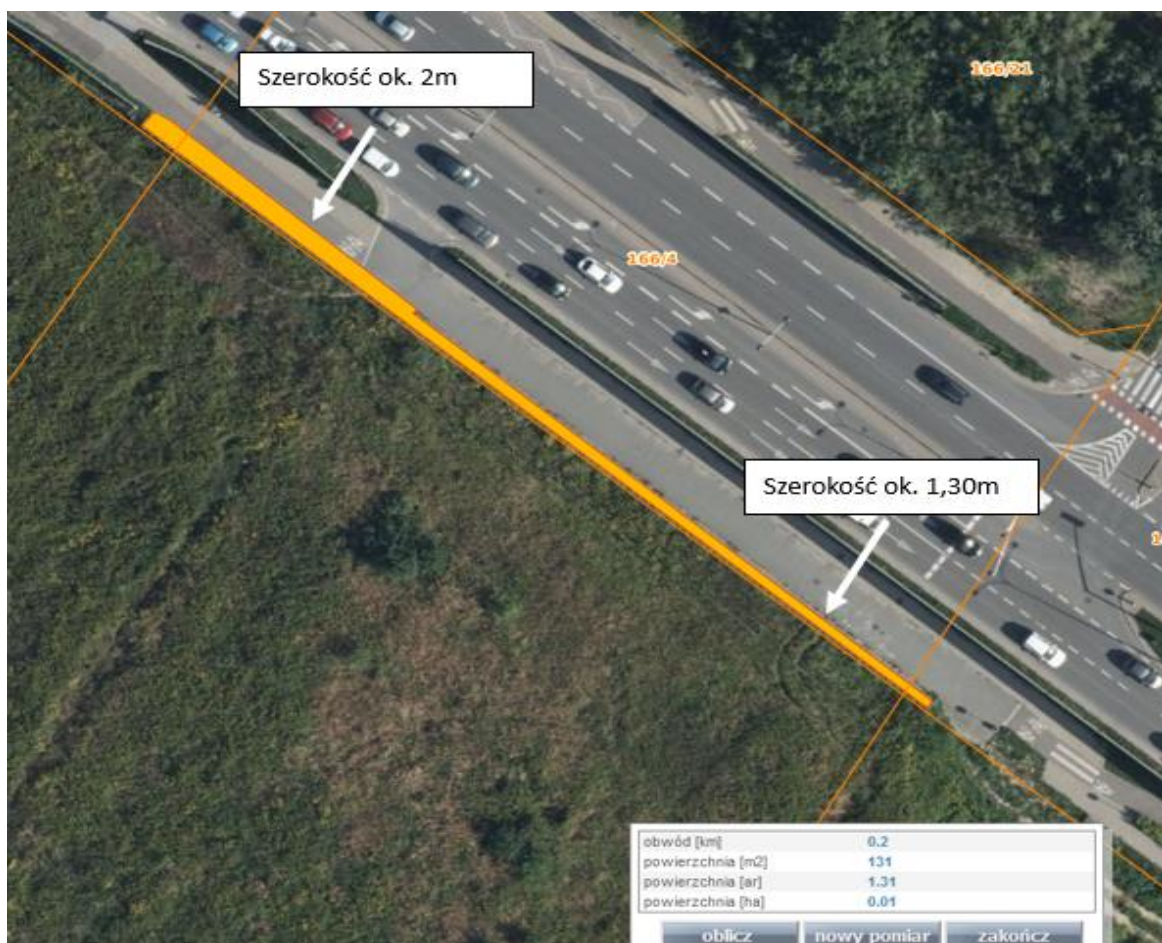 166/21
Szerokość ok. 2m
166/4
Szerokość ok. 1,30m
obwód [km] 0.2
powierzchnia [m2] 131
powierzchnia [ar] 1.31
powierzchnia [ha] 0.01
oblicz nowy pomiar zakończ